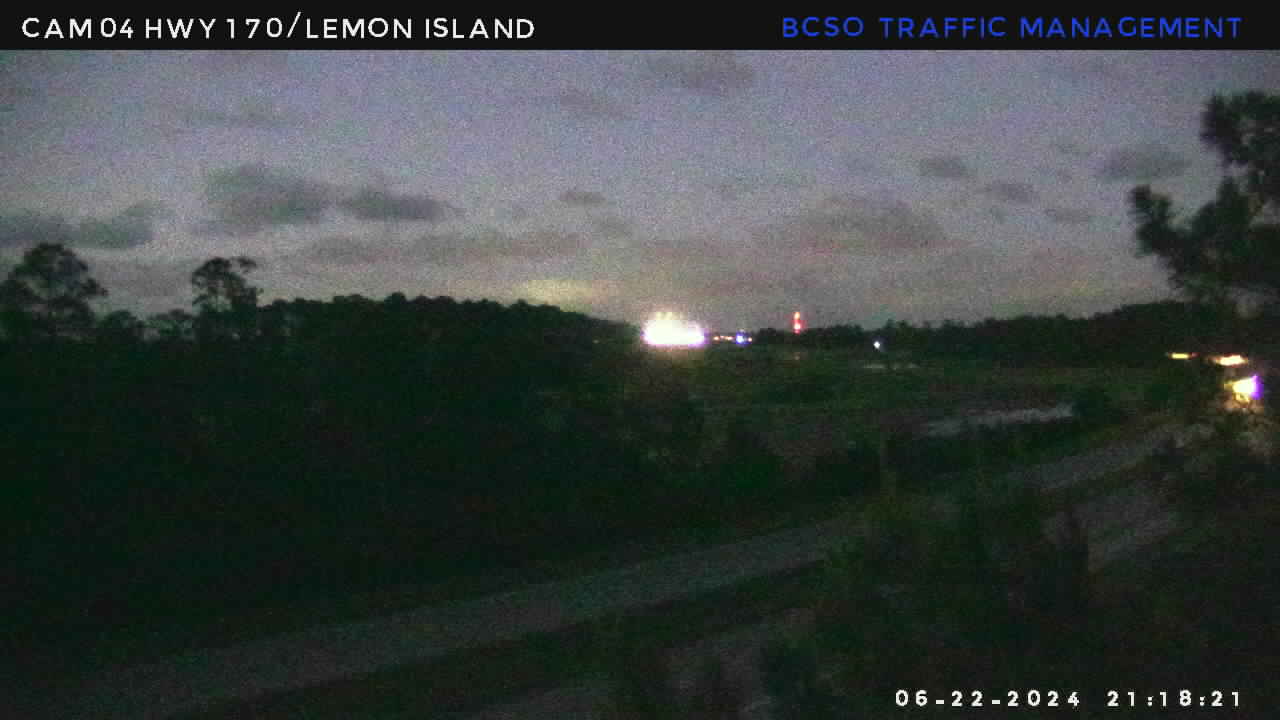 CAM04 HWY 170/LEMON ISLAND
BCSO TRAFFIC MANAGEMENT
06-22-2024 21:18:21